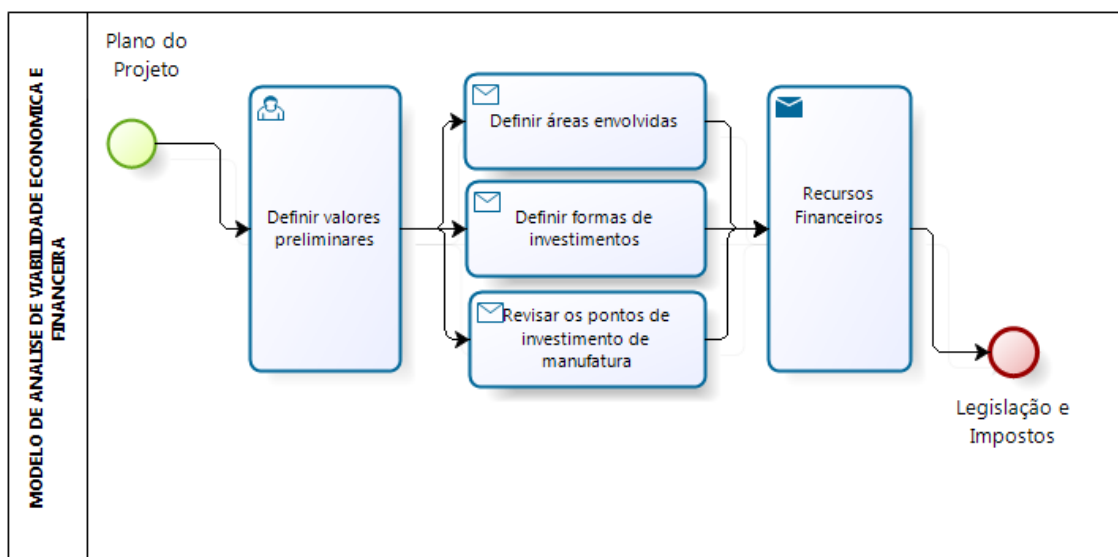 MODELO DE ANALISE DE VIABILIDADE ECONOMICA E
FINANCEIRA
Plano do
Projeto
Definir valores
preliminares
Definir áreas envolvidas
Definir formas de
investimentos
Revisar os pontos de
investimento de
manufatura
Recursos
Financeiros
Legislação e
Impostos